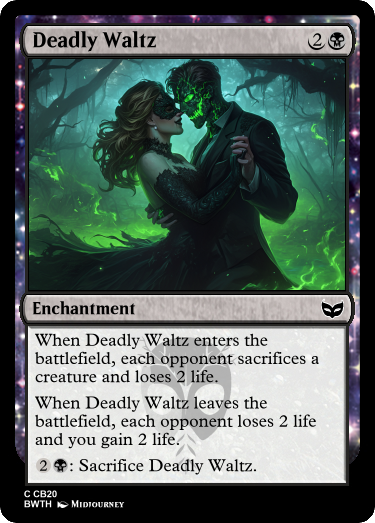 Deadly Waltz 2
Enchantment
When Deadly Waltz enters the
battlefield, each opponent sacrifices a
creature and loses 2 life.
When Deadly Waltz leaves the
battlefield, each opponent loses 2 life
and you gain 2 life.
2 : Sacrifice Deadly Waltz.
C CB20
BWTH Midjourney